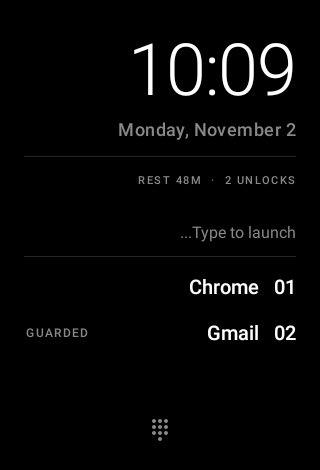 10:09
Monday, November 2
REST 48M · 2 UNLOCKS
...Type to launch
Chrome 01
GUARDED Gmail 02